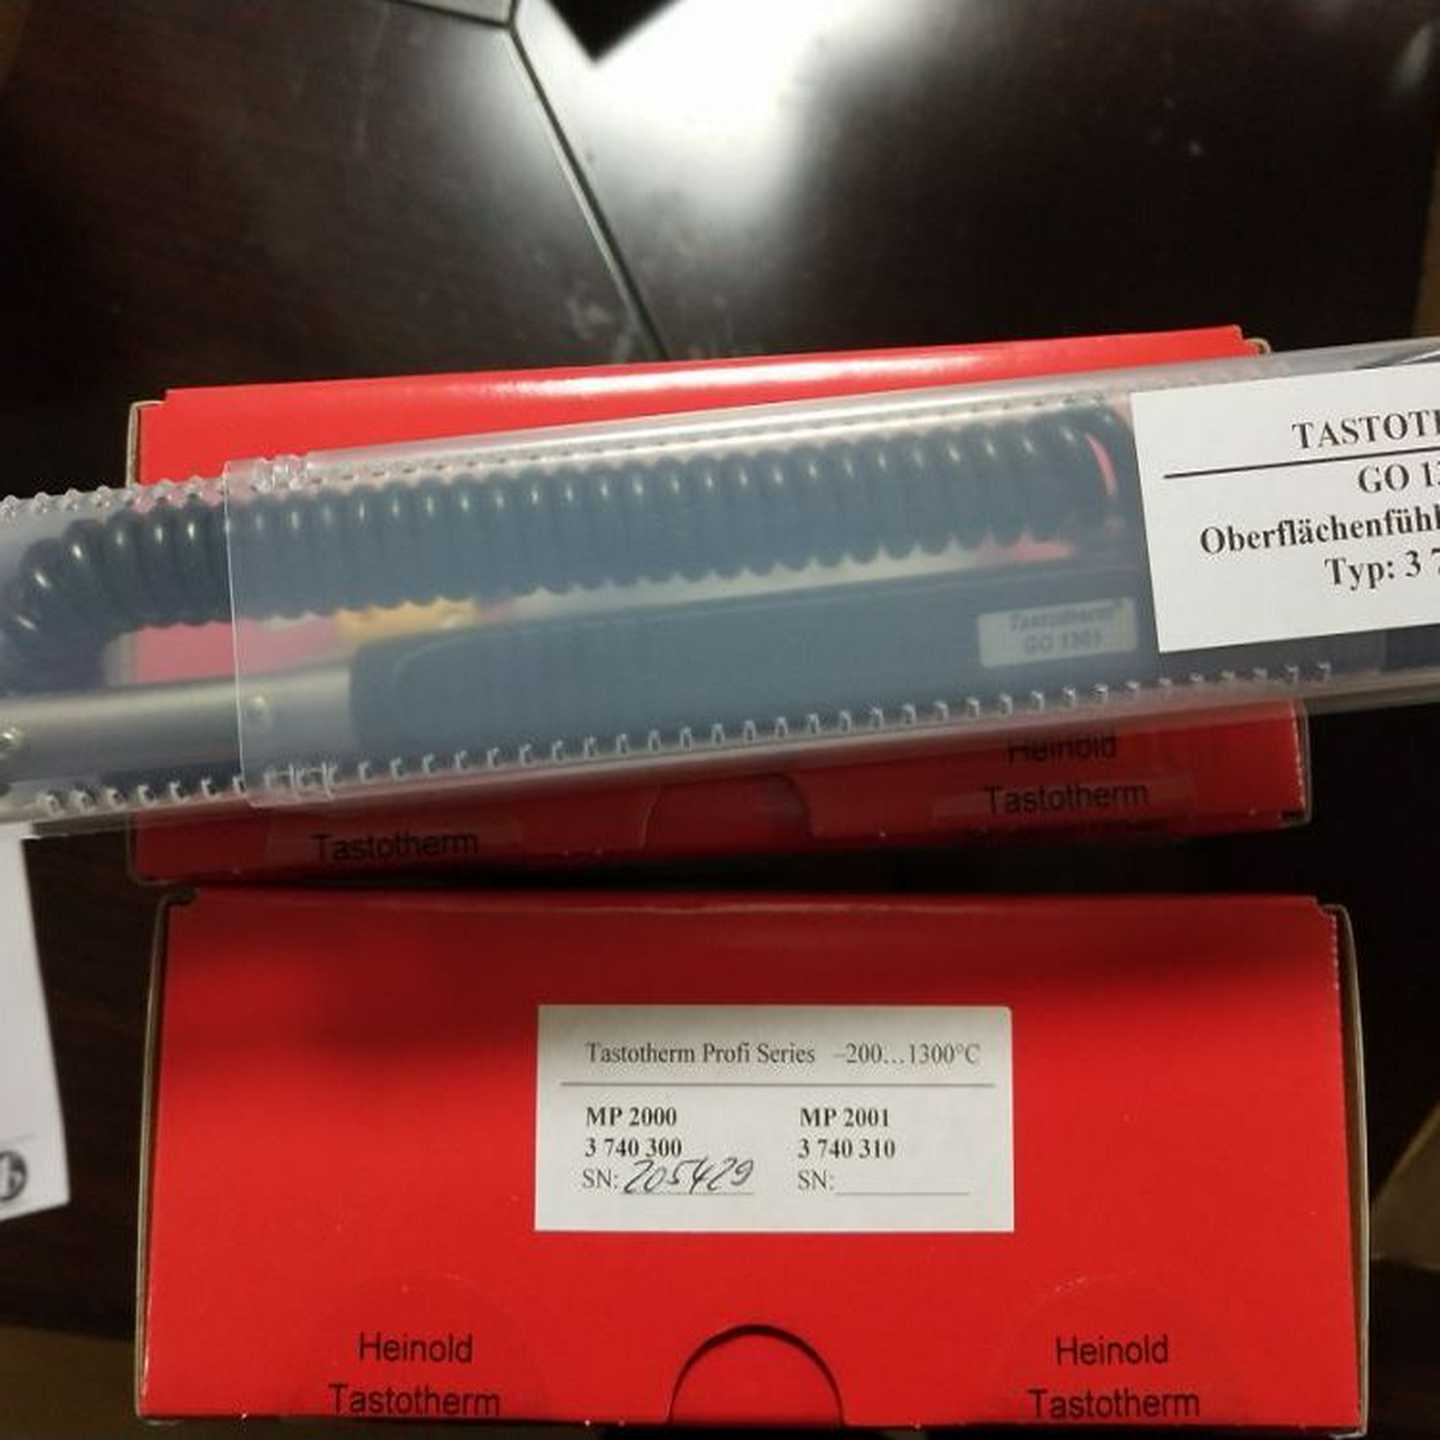 TASTOTH
GO 13
Oberflächenfühl
Typ: 3 7
Tastotherm
GO 1301
Heinold
Tastotherm
Tastotherm
Tastotherm Profi Series –200...1300°C
MP 2000 MP 2001
3 740 300 3 740 310
SN: 205429 SN:
Heinold Heinold
Tastotherm Tastotherm